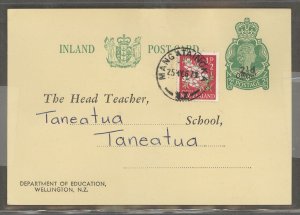 INLAND POST CARD
The Head Teacher,
Taneatua School,
Taneatua
DEPARTMENT OF EDUCATION,
WELLINGTON, N.Z.